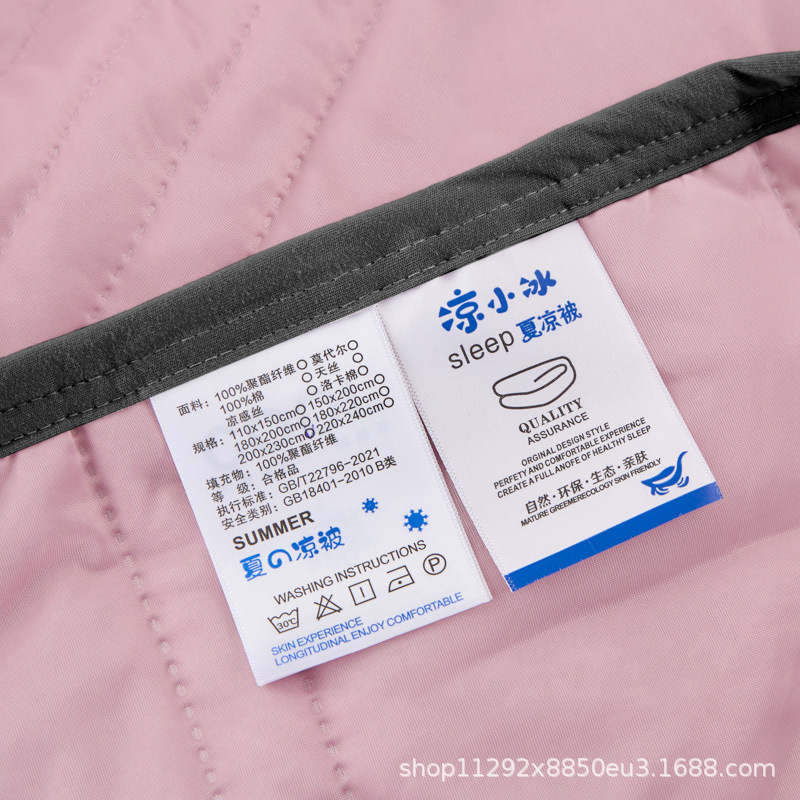 面料：100%聚酯纤维○ 莫代尔○
100%棉○ 天丝○
凉感丝○ 洛卡棉○
规格：110x150cm○ 150x200cm○
180x200cm○ 180x220cm○
200x230cm○ 220x240cm○
填充物：100%聚酯纤维
等 级：合格品
执行标准：GB/T22796-2021
安全类别：GB18401-2010 B类
SUMMER
夏の凉被
WASHING INSTRUCTIONS
30℃ P
SKIN EXPERIENCE
LONGITUDINAL ENJOY COMFORTABLE
凉小冰
sleep 夏凉被
QUALITY
ASSURANCE
ORGINAL DESIGN STYLE
PERFETY AND COMFORTABLE EXPERIENCE
CREATE A FULL ANOFE OF HEALTHY SLEEP
自然·环保·生态·亲肤
MATURE GREEMERECOLOGY SKIN FRIENDLY
shop11292x8850eu3.1688.com